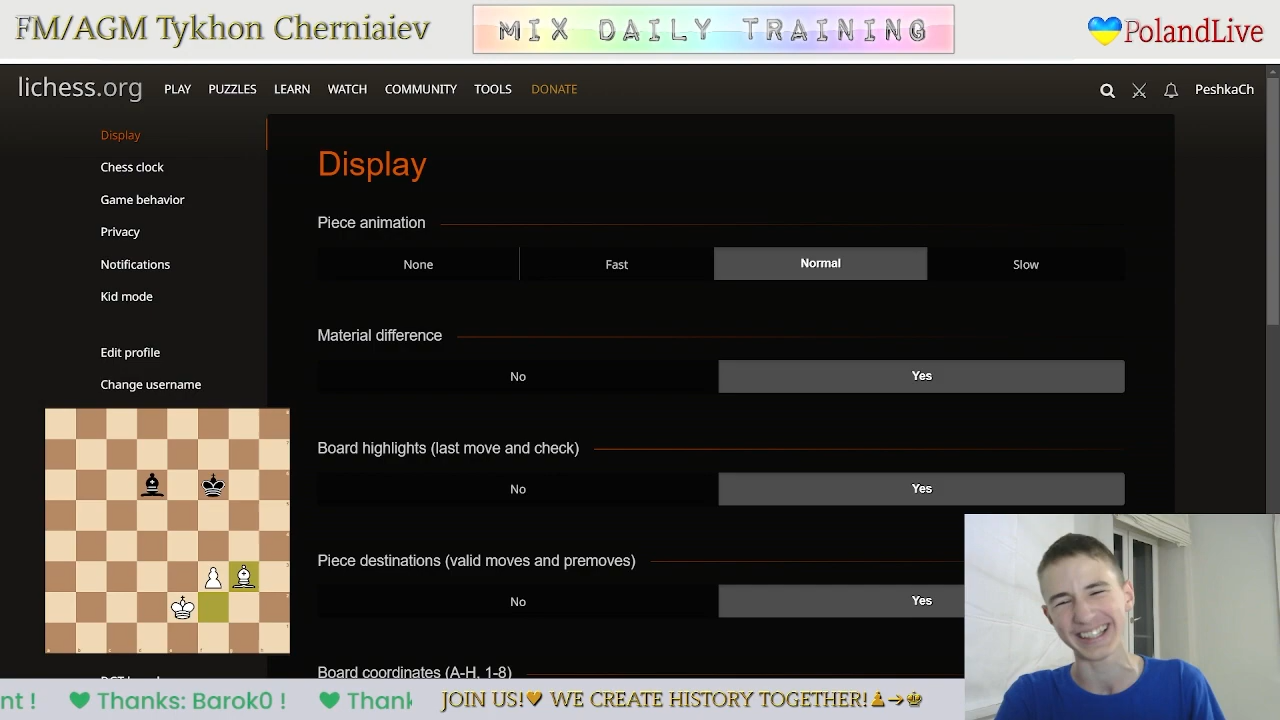 FM/AGM Tykhon Cherniaiev
MIX DAILY TRAINING
PolandLive
lichess.org PLAY PUZZLES LEARN WATCH COMMUNITY TOOLS DONATE PeshkaCh
Display
Chess clock
Game behavior
Privacy
Notifications
Kid mode
Edit profile
Change username
Display
Piece animation
None Fast Normal Slow
Material difference
No Yes
Board highlights (last move and check)
No Yes
Piece destinations (valid moves and premoves)
No Yes
Board coordinates (A-H, 1-8)
nt ! Thanks: Barok0 ! Thank
JOIN US! WE CREATE HISTORY TOGETHER!